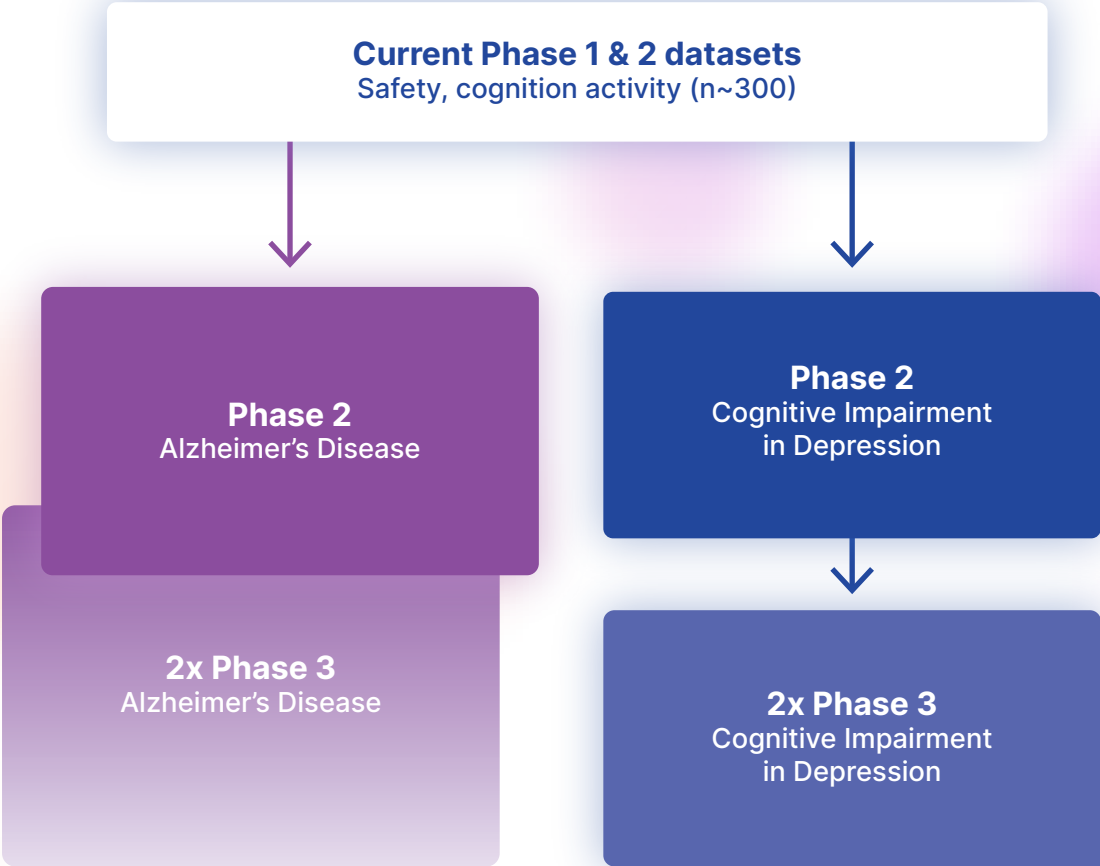 Current Phase 1 & 2 datasets
Safety, cognition activity (n~300)
Phase 2
Alzheimer’s Disease
Phase 2
Cognitive Impairment
in Depression
2x Phase 3
Alzheimer’s Disease
2x Phase 3
Cognitive Impairment
in Depression